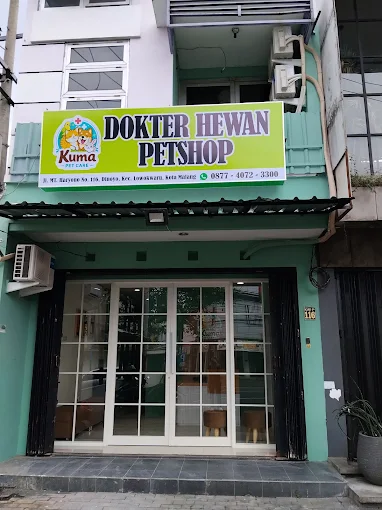 Kuma
PET CARE
DOKTER HEWAN
PETSHOP
Jl. MT. Haryono No. 116, Dinoyo, Kec. Lowokwaru, Kota Malang
0877 - 4072 - 3300
116